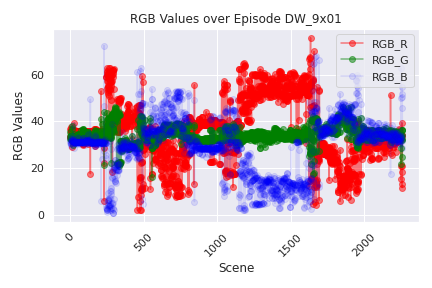 RGB Values over Episode DW_9x01
RGB_R
RGB_G
RGB_B
RGB Values
60
40
20
0
0
500
1000
1500
2000
Scene